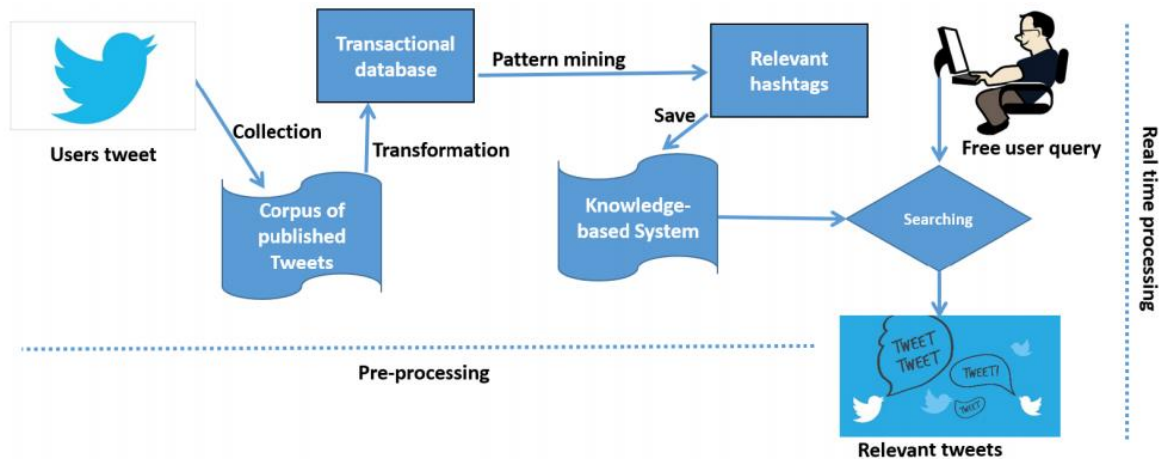 Users tweet
Collection
Corpus of
published
Tweets
Transformation
Transactional
database
Pattern mining
Relevant
hashtags
Save
Knowledge-
based System
Free user query
Searching
TWEET
TWEET
TWEET!
TWEET
Relevant tweets
Pre-processing
Real time processing